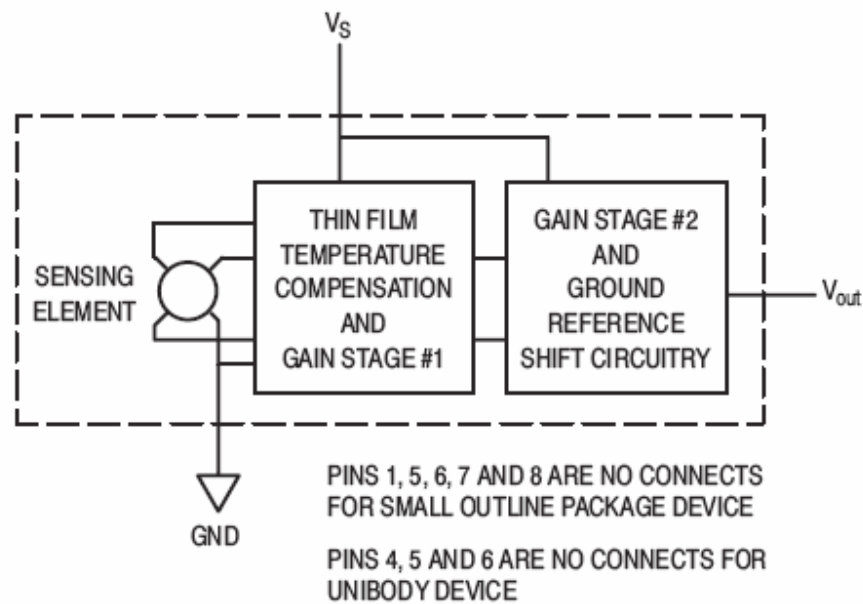 VS
SENSING
ELEMENT
THIN FILM
TEMPERATURE
COMPENSATION
AND
GAIN STAGE #1
GAIN STAGE #2
AND
GROUND
REFERENCE
SHIFT CIRCUITRY
Vout
GND
PINS 1, 5, 6, 7 AND 8 ARE NO CONNECTS
FOR SMALL OUTLINE PACKAGE DEVICE
PINS 4, 5 AND 6 ARE NO CONNECTS FOR
UNIBODY DEVICE